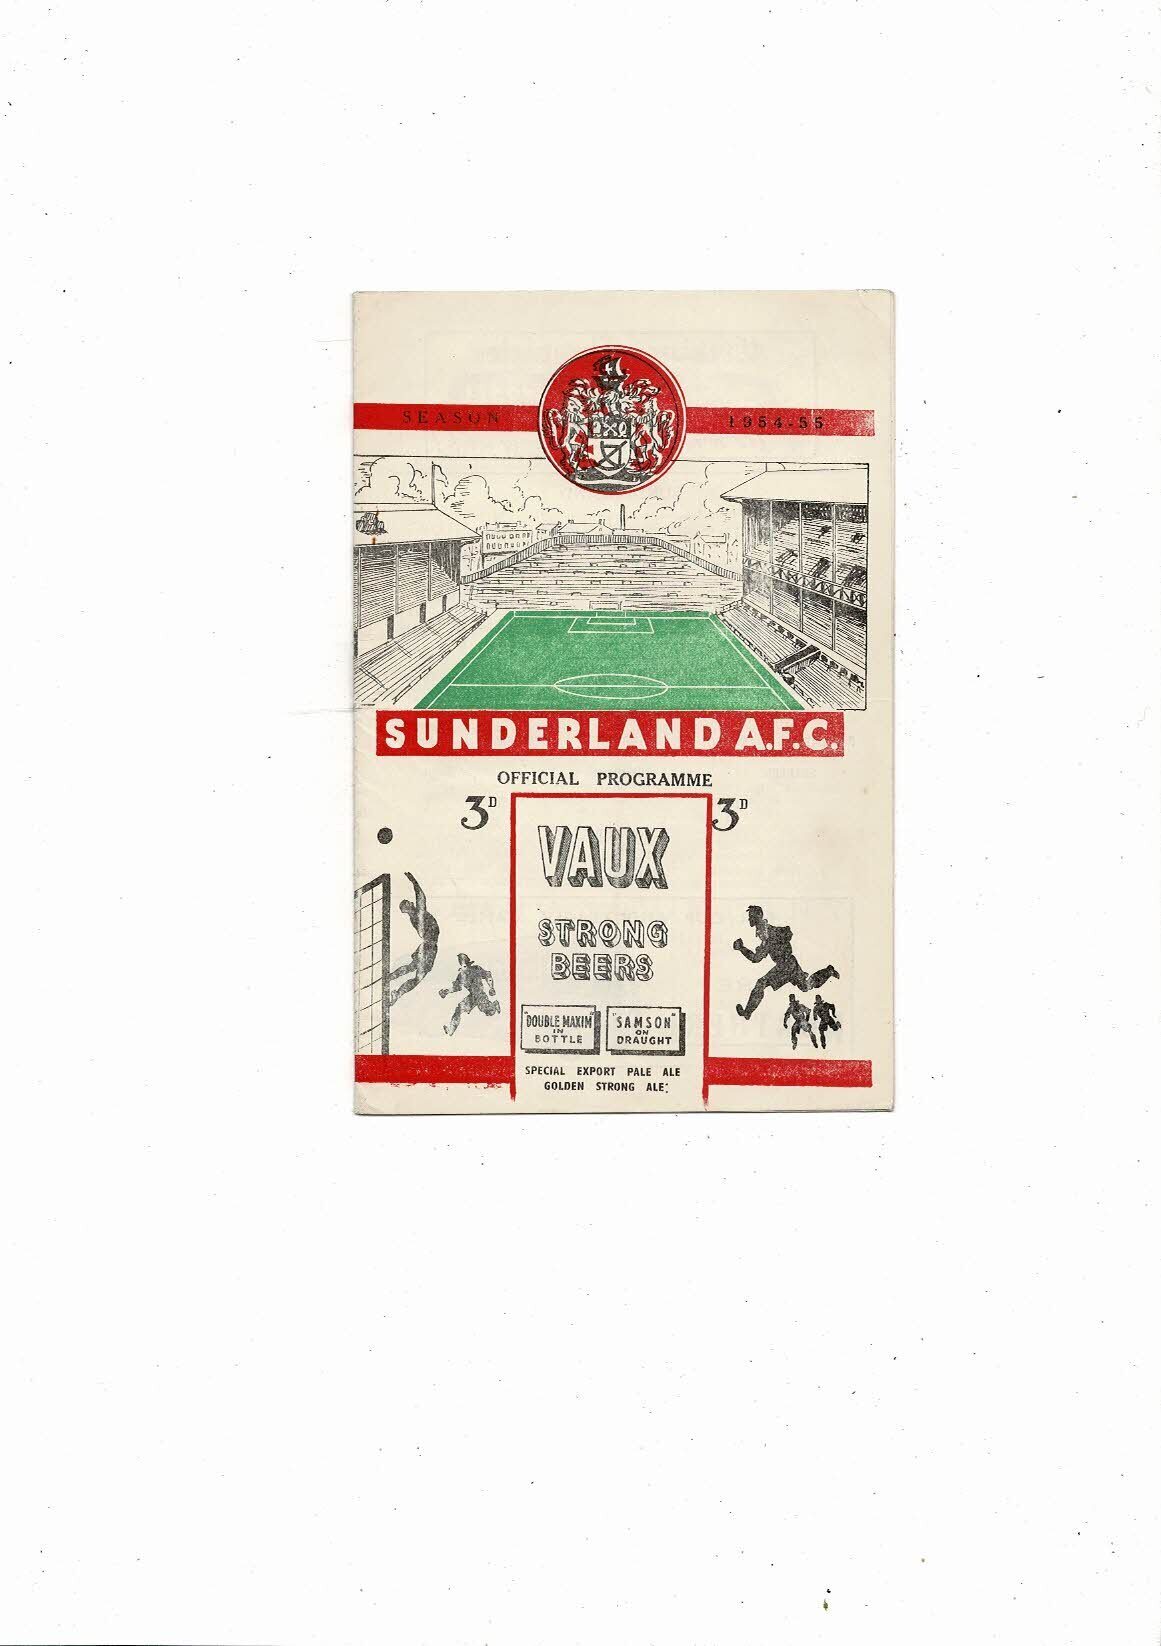 SEASON 1954-55
SUNDERLAND A.F.C.
OFFICIAL PROGRAMME
3D 3D
VAUX
STRONG
BEERS
"DOUBLE MAXIM"
IN
BOTTLE
"SAMSON"
ON
DRAUGHT
SPECIAL EXPORT PALE ALE
GOLDEN STRONG ALE: